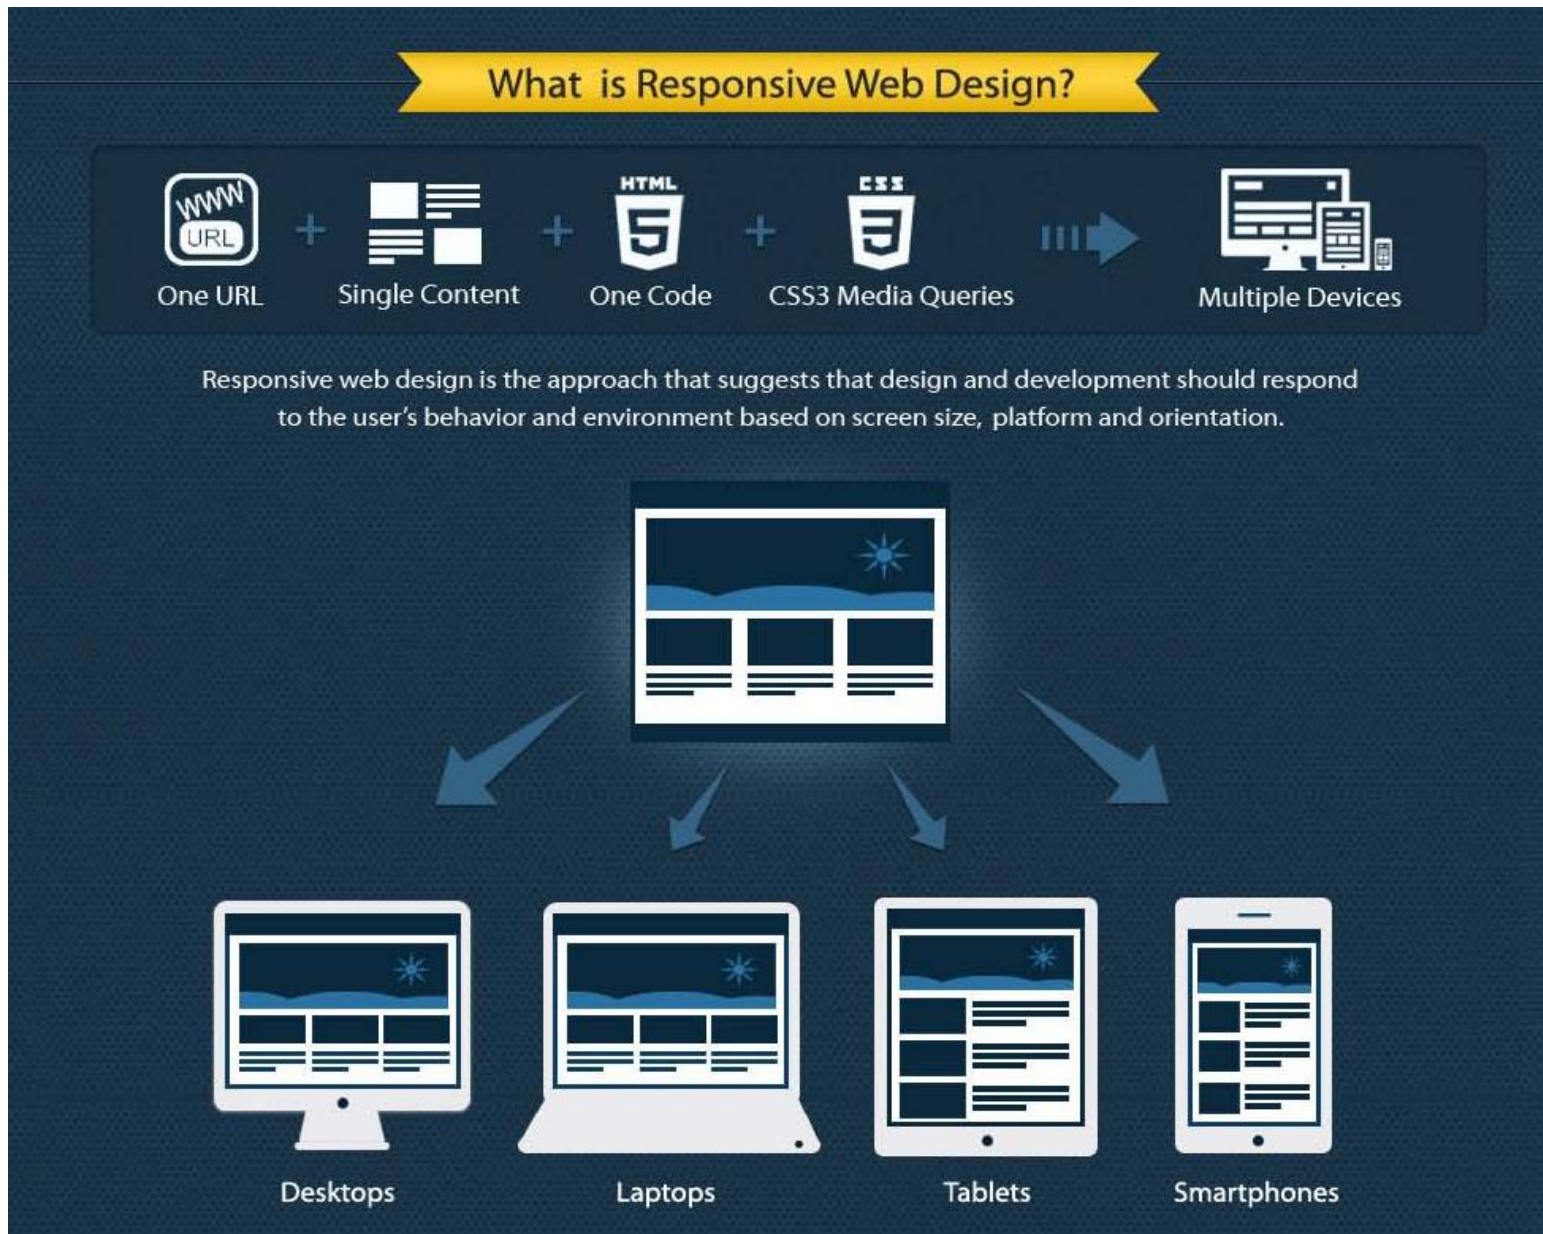 What is Responsive Web Design?
WWW
URL
HTML
5
CSS
3
One URL
Single Content
One Code
CSS3 Media Queries
Multiple Devices
Responsive web design is the approach that suggests that design and development should respond
to the user’s behavior and environment based on screen size, platform and orientation.
Desktops
Laptops
Tablets
Smartphones